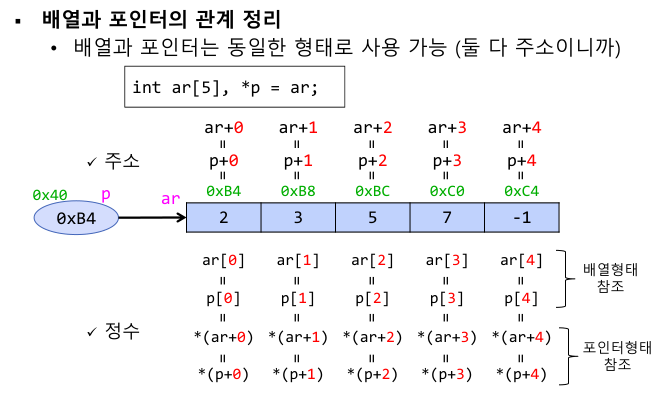 ▪ 배열과 포인터의 관계 정리
• 배열과 포인터는 동일한 형태로 사용 가능 (둘 다 주소이니까)
int ar[5], *p = ar;
ar+0 ar+1 ar+2 ar+3 ar+4
= = = = =
✓ 주소 p+0 p+1 p+2 p+3 p+4
= = = = =
0x40 p ar 0xB4 0xB8 0xBC 0xC0 0xC4
0xB4 2 3 5 7 -1
ar[0] ar[1] ar[2] ar[3] ar[4]
= = = = =
배열형태
참조
p[0] p[1] p[2] p[3] p[4]
= = = = =
✓ 정수 *(ar+0) *(ar+1) *(ar+2) *(ar+3) *(ar+4)
= = = = =
포인터형태
참조
*(p+0) *(p+1) *(p+2) *(p+3) *(p+4)